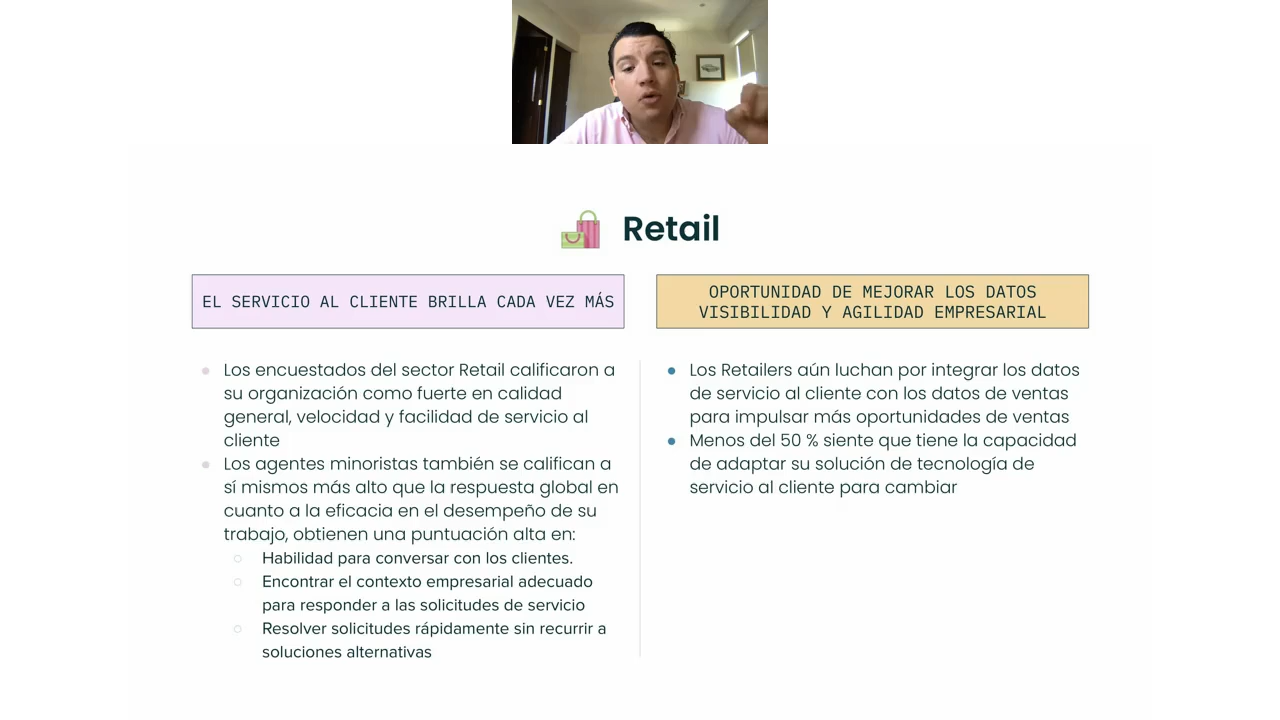 Retail
EL SERVICIO AL CLIENTE BRILLA CADA VEZ MÁS
Los encuestados del sector Retail calificaron a
su organización como fuerte en calidad
general, velocidad y facilidad de servicio al
cliente
Los agentes minoristas también se califican a
sí mismos más alto que la respuesta global en
cuanto a la eficacia en el desempeño de su
trabajo, obtienen una puntuación alta en:
Habilidad para conversar con los clientes.
Encontrar el contexto empresarial adecuado
para responder a las solicitudes de servicio
Resolver solicitudes rápidamente sin recurrir a
soluciones alternativas
OPORTUNIDAD DE MEJORAR LOS DATOS
VISIBILIDAD Y AGILIDAD EMPRESARIAL
Los Retailers aún luchan por integrar los datos
de servicio al cliente con los datos de ventas
para impulsar más oportunidades de ventas
Menos del 50 % siente que tiene la capacidad
de adaptar su solución de tecnología de
servicio al cliente para cambiar